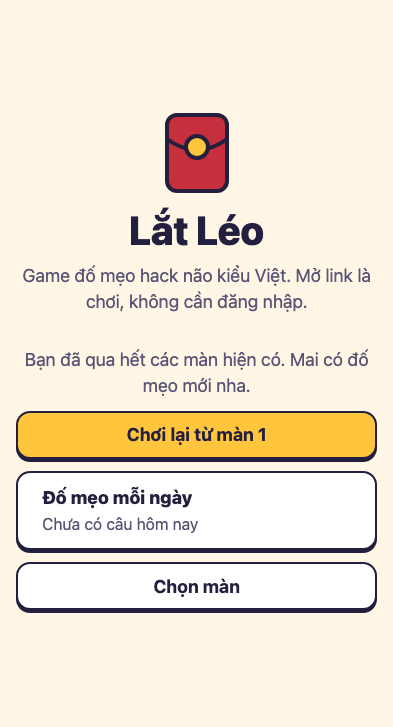 Lắt Léo
Game đố mẹo hack não kiểu Việt. Mở link là
chơi, không cần đăng nhập.
Bạn đã qua hết các màn hiện có. Mai có đố
mẹo mới nha.
Chơi lại từ màn 1
Đố mẹo mỗi ngày
Chưa có câu hôm nay
Chọn màn